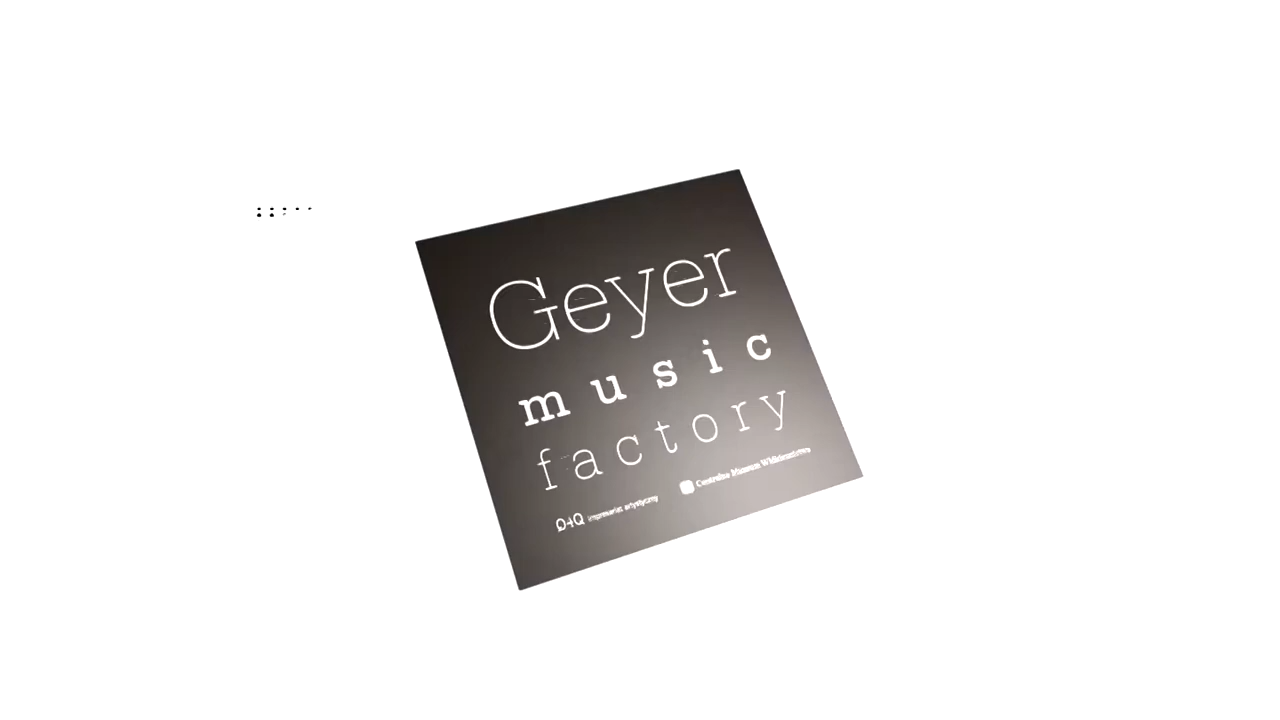 Geyer
music
factory
impresariat artystyczny
Centralne Muzeum Włókiennictwa